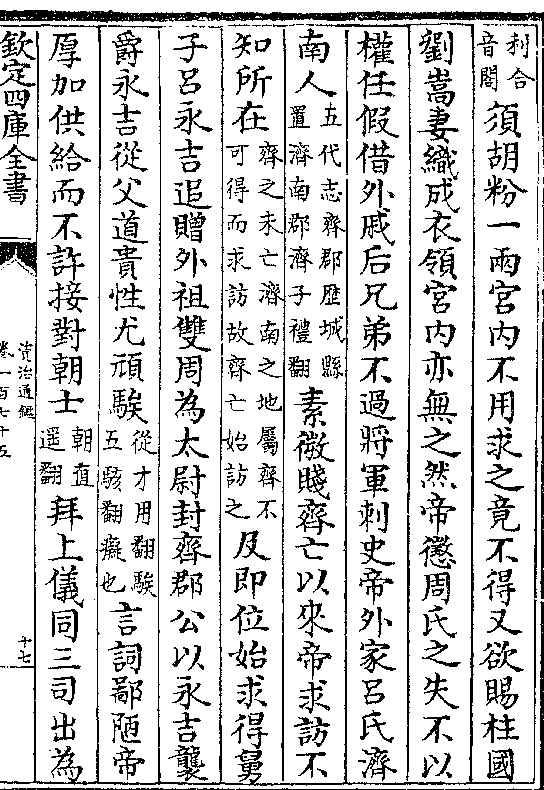 利合音閤須胡粉一兩宮内不用求之竟不得又欲賜柱國
劉嵩妻織成衣領宮内亦無之然帝懲周氏之失不以
權任假借外戚后兄弟不過將軍刺史帝外家吕氏濟
南人五代志齊郡歷城縣置濟南郡濟子禮翻素微賤齊亡以來帝求訪不
知所在齊之未亡濟南之地屬齊不可得而求訪故齊亡始訪之及即位始求得舅
子吕永吉追贈外祖雙周為太尉封齊郡公以永吉襲
爵永吉從父道貴性尤頑騃從才用翻騃五駭翻癡也言詞鄙陋帝
厚加供給而不許接對朝士朝直遥翻拜上儀同三司出為
欽定四庫全書
資治通鑑
卷一百七十五
十七